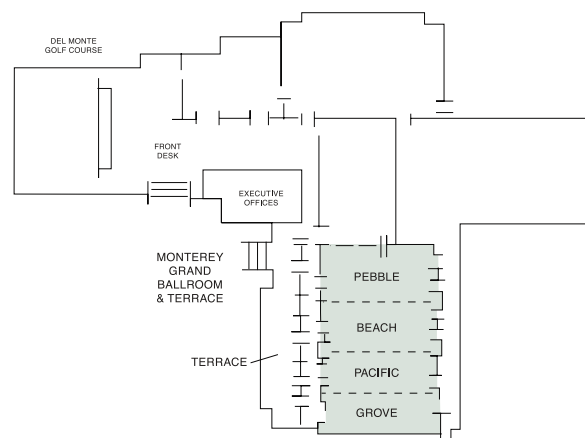 DEL MONTE
GOLF COURSE
FRONT
DESK
EXECUTIVE
OFFICES
MONTEREY
GRAND
BALLROOM
& TERRACE
PEBBLE
BEACH
TERRACE
PACIFIC
GROVE